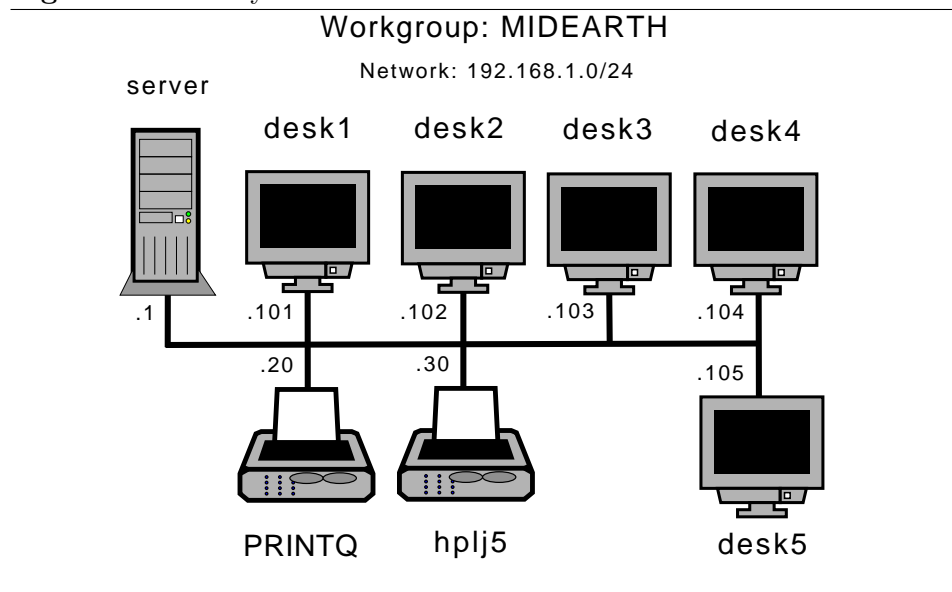 Workgroup: MIDEARTH
Network: 192.168.1.0/24
server
desk1 desk2 desk3 desk4
.1 .101 .102 .103 .104
.20 .30 .105
PRINTQ hplj5 desk5